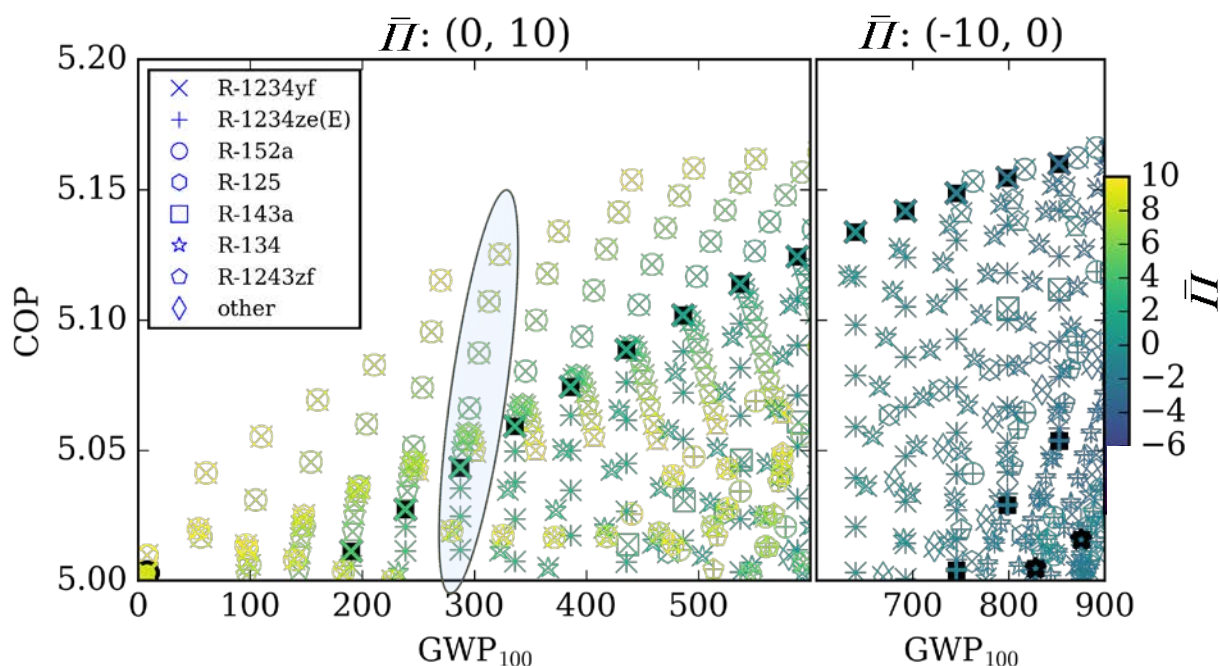 Π̄: (0, 10)
Π̄: (-10, 0)
5.20
5.15
5.10
5.05
5.00
COP
R-1234yf
R-1234ze(E)
R-152a
R-125
R-143a
R-134
R-1243zf
other
0 100 200 300 400 500
700 800 900
GWP₁₀₀
GWP₁₀₀
10
8
6
4
2
0
−2
−4
−6
Π̄